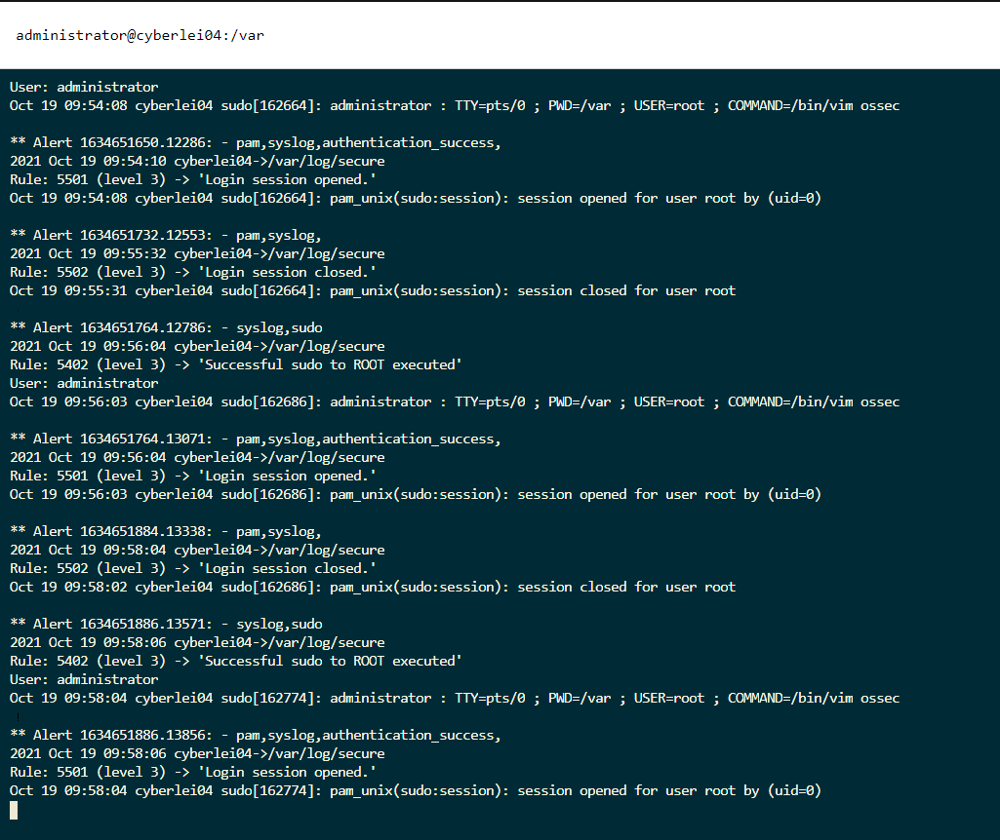 administrator@cyberlei04:/var
User: administrator
Oct 19 09:54:08 cyberlei04 sudo[162664]: administrator : TTY=pts/0 ; PWD=/var ; USER=root ; COMMAND=/bin/vim ossec
** Alert 1634651650.12286: - pam,syslog,authentication_success,
2021 Oct 19 09:54:10 cyberlei04->/var/log/secure
Rule: 5501 (level 3) -> 'Login session opened.'
Oct 19 09:54:08 cyberlei04 sudo[162664]: pam_unix(sudo:session): session opened for user root by (uid=0)
** Alert 1634651732.12553: - pam,syslog,
2021 Oct 19 09:55:32 cyberlei04->/var/log/secure
Rule: 5502 (level 3) -> 'Login session closed.'
Oct 19 09:55:31 cyberlei04 sudo[162664]: pam_unix(sudo:session): session closed for user root
** Alert 1634651764.12786: - syslog,sudo
2021 Oct 19 09:56:04 cyberlei04->/var/log/secure
Rule: 5402 (level 3) -> 'Successful sudo to ROOT executed'
User: administrator
Oct 19 09:56:03 cyberlei04 sudo[162686]: administrator : TTY=pts/0 ; PWD=/var ; USER=root ; COMMAND=/bin/vim ossec
** Alert 1634651764.13071: - pam,syslog,authentication_success,
2021 Oct 19 09:56:04 cyberlei04->/var/log/secure
Rule: 5501 (level 3) -> 'Login session opened.'
Oct 19 09:56:03 cyberlei04 sudo[162686]: pam_unix(sudo:session): session opened for user root by (uid=0)
** Alert 1634651884.13338: - pam,syslog,
2021 Oct 19 09:58:04 cyberlei04->/var/log/secure
Rule: 5502 (level 3) -> 'Login session closed.'
Oct 19 09:58:02 cyberlei04 sudo[162686]: pam_unix(sudo:session): session closed for user root
** Alert 1634651886.13571: - syslog,sudo
2021 Oct 19 09:58:06 cyberlei04->/var/log/secure
Rule: 5402 (level 3) -> 'Successful sudo to ROOT executed'
User: administrator
Oct 19 09:58:04 cyberlei04 sudo[162774]: administrator : TTY=pts/0 ; PWD=/var ; USER=root ; COMMAND=/bin/vim ossec
** Alert 1634651886.13856: - pam,syslog,authentication_success,
2021 Oct 19 09:58:06 cyberlei04->/var/log/secure
Rule: 5501 (level 3) -> 'Login session opened.'
Oct 19 09:58:04 cyberlei04 sudo[162774]: pam_unix(sudo:session): session opened for user root by (uid=0)